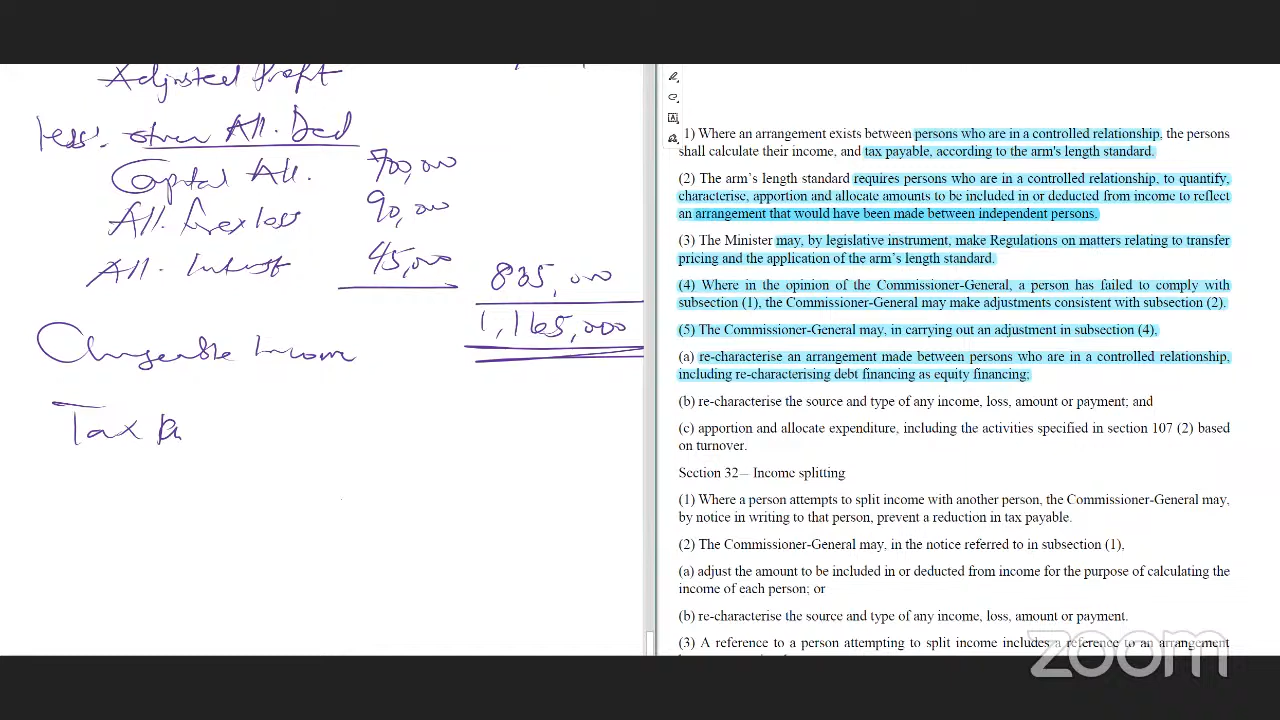 Adjusted Profit
less: other All. Ded
Capital All. 700,000
All. Forex loss 90,000
All. Interest 45,000 835,000
1,165,000
Chargeable Income
Tax
1) Where an arrangement exists between persons who are in a controlled relationship, the persons
shall calculate their income, and tax payable, according to the arm's length standard.
(2) The arm's length standard requires persons who are in a controlled relationship, to quantify,
characterise, apportion and allocate amounts to be included in or deducted from income to reflect
an arrangement that would have been made between independent persons.
(3) The Minister may, by legislative instrument, make Regulations on matters relating to transfer
pricing and the application of the arm's length standard.
(4) Where in the opinion of the Commissioner-General, a person has failed to comply with
subsection (1), the Commissioner-General may make adjustments consistent with subsection (2).
(5) The Commissioner-General may, in carrying out an adjustment in subsection (4),
(a) re-characterise an arrangement made between persons who are in a controlled relationship,
including re-characterising debt financing as equity financing;
(b) re-characterise the source and type of any income, loss, amount or payment; and
(c) apportion and allocate expenditure, including the activities specified in section 107 (2) based
on turnover.
Section 32– Income splitting
(1) Where a person attempts to split income with another person, the Commissioner-General may,
by notice in writing to that person, prevent a reduction in tax payable.
(2) The Commissioner-General may, in the notice referred to in subsection (1),
(a) adjust the amount to be included in or deducted from income for the purpose of calculating the
income of each person; or
(b) re-characterise the source and type of any income, loss, amount or payment.
(3) A reference to a person attempting to split income includes a reference to an arrangement
zoom